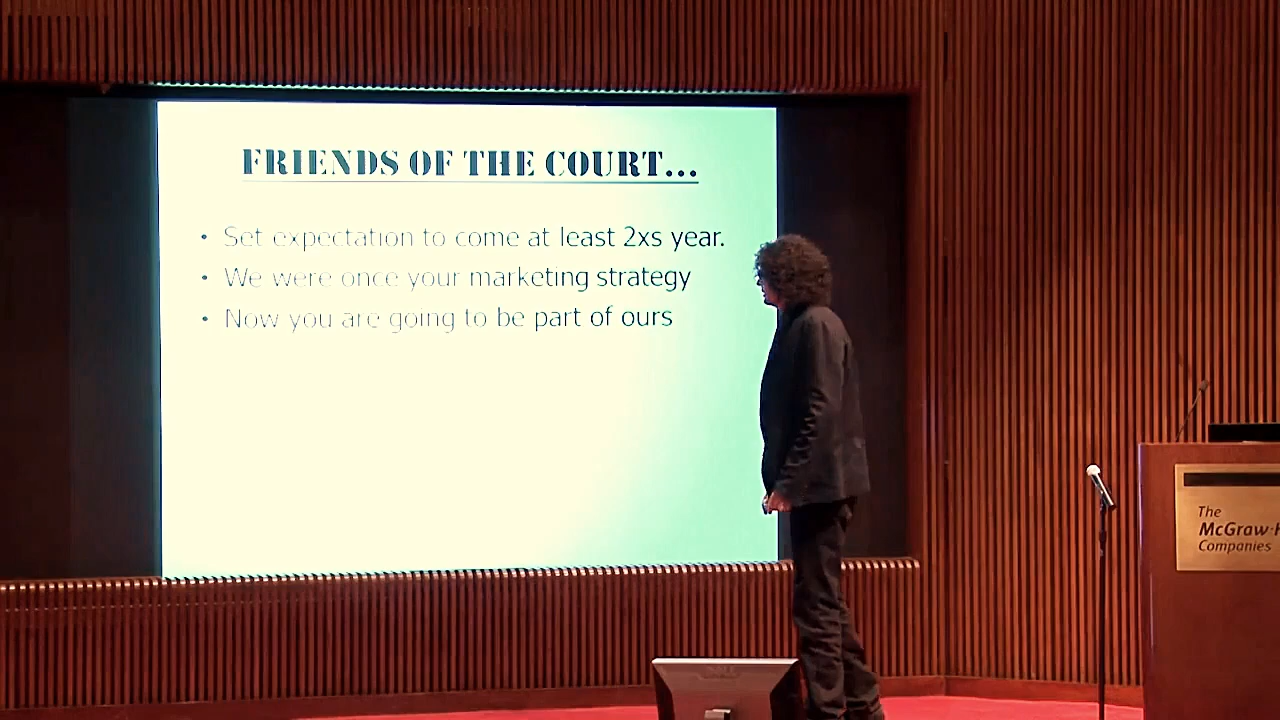 FRIENDS OF THE COURT...
• Set expectation to come at least 2xs year.
• We were once your marketing strategy
• Now you are going to be part of ours
The
McGraw-H
Companies